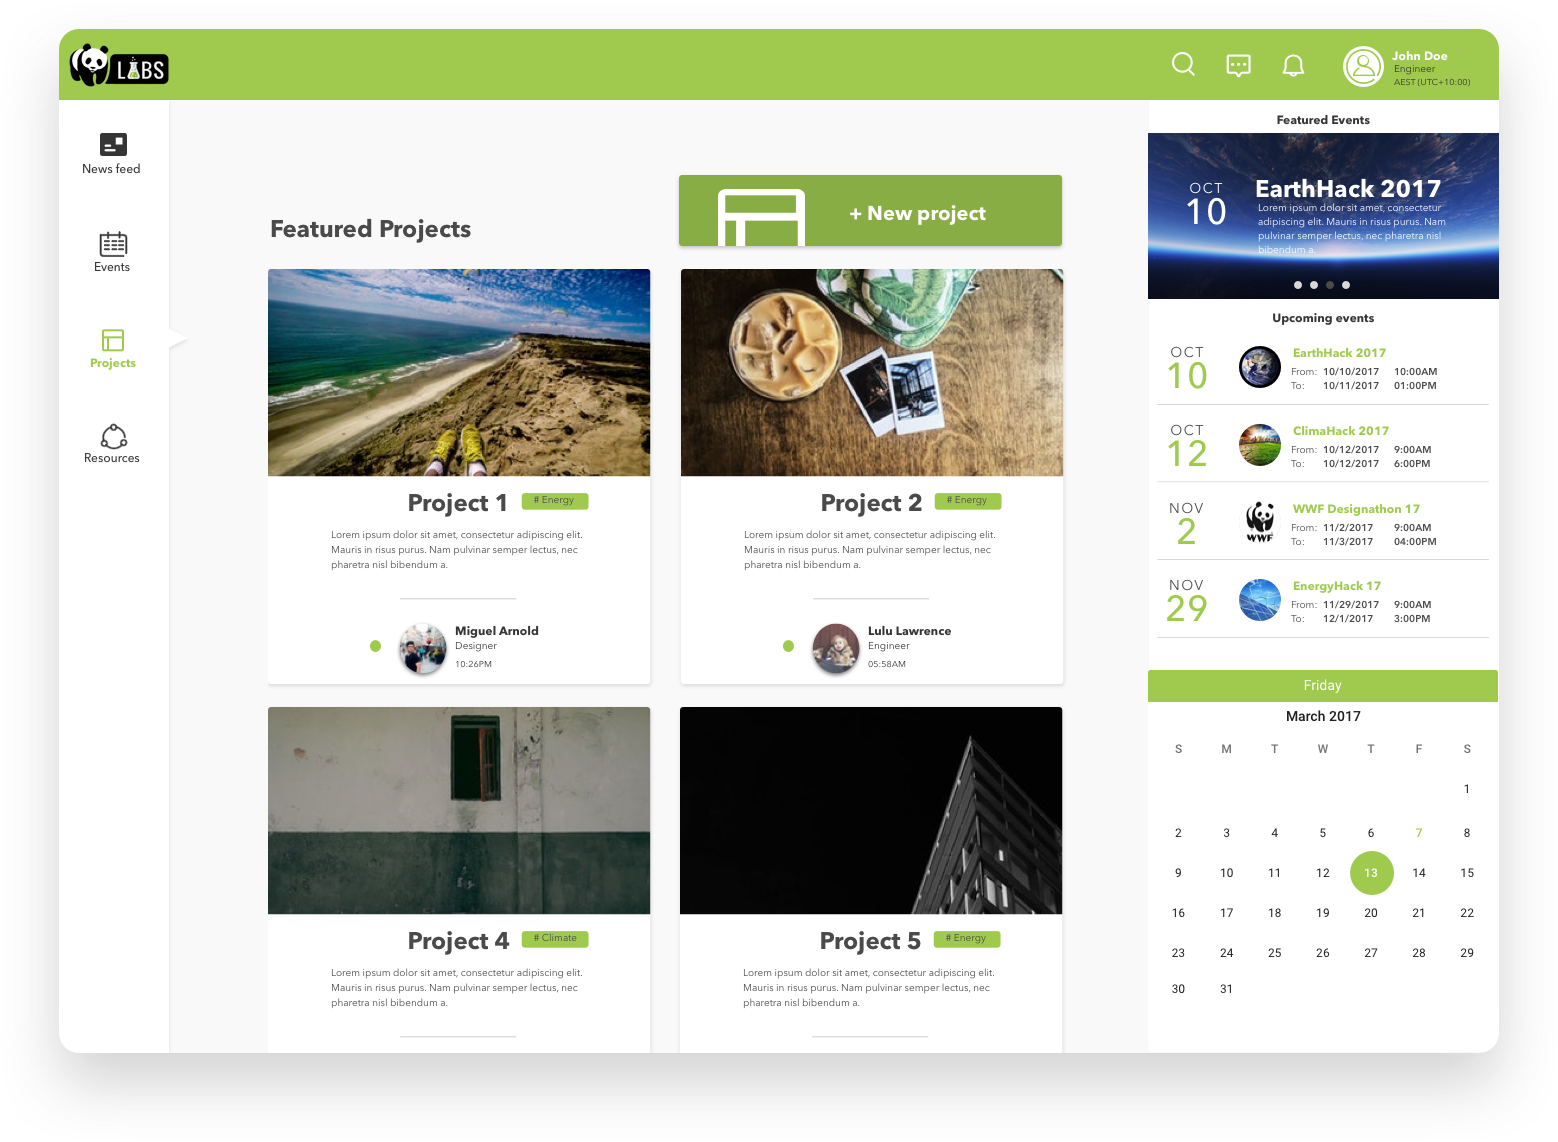 LABS
John Doe
Engineer
AEST (UTC+10:00)
News feed
Events
Projects
Resources
Featured Projects
+ New project
Project 1
# Energy
Lorem ipsum dolor sit amet, consectetur adipiscing elit.
Mauris in risus purus. Nam pulvinar semper lectus, nec
pharetra nisl bibendum a.
Miguel Arnold
Designer
10:26PM
Project 2
# Energy
Lorem ipsum dolor sit amet, consectetur adipiscing elit.
Mauris in risus purus. Nam pulvinar semper lectus, nec
pharetra nisl bibendum a.
Lulu Lawrence
Engineer
05:58AM
Project 4
# Climate
Lorem ipsum dolor sit amet, consectetur adipiscing elit.
Mauris in risus purus. Nam pulvinar semper lectus, nec
pharetra nisl bibendum a.
Project 5
# Energy
Lorem ipsum dolor sit amet, consectetur adipiscing elit.
Mauris in risus purus. Nam pulvinar semper lectus, nec
pharetra nisl bibendum a.
Featured Events
OCT
10
EarthHack 2017
Lorem ipsum dolor sit amet, consectetur
adipiscing elit. Mauris in risus purus. Nam
pulvinar semper lectus, nec pharetra nisl
bibendum a.
Upcoming events
OCT
10
EarthHack 2017
From: 10/10/2017 10:00AM
To: 10/11/2017 01:00PM
OCT
12
ClimaHack 2017
From: 10/12/2017 9:00AM
To: 10/12/2017 6:00PM
NOV
2
WWF
WWF Designathon 17
From: 11/2/2017 9:00AM
To: 11/3/2017 04:00PM
NOV
29
EnergyHack 17
From: 11/29/2017 9:00AM
To: 12/1/2017 3:00PM
Friday
March 2017
S M T W T F S
1
2 3 4 5 6 7 8
9 10 11 12 13 14 15
16 17 18 19 20 21 22
23 24 25 26 27 28 29
30 31